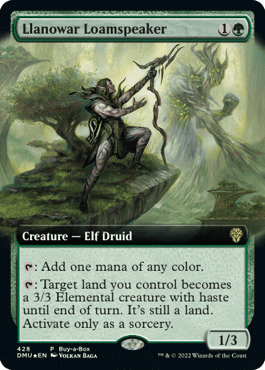 Llanowar Loamspeaker 1
Creature — Elf Druid
: Add one mana of any color.
: Target land you control becomes
a 3/3 Elemental creature with haste
until end of turn. It's still a land.
Activate only as a sorcery.
1/3
428 P Buy-a-Box
DMU★EN VOLKAN BAGA
™ & © 2022 Wizards of the Coast